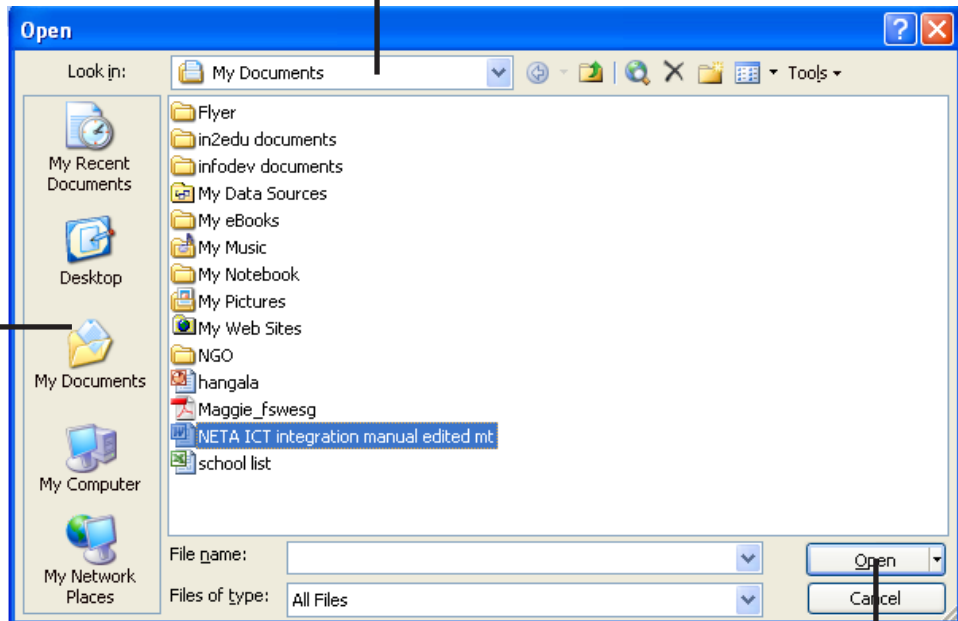 Open
Look in:
My Documents
Tools
My Recent
Documents
Desktop
My Documents
My Computer
My Network
Places
Flyer
in2edu documents
infodev documents
My Data Sources
My eBooks
My Music
My Notebook
My Pictures
My Web Sites
NGO
hangala
Maggie_fswesg
NETA ICT integration manual edited mt
school list
File name:
Open
Files of type:
All Files
Cancel